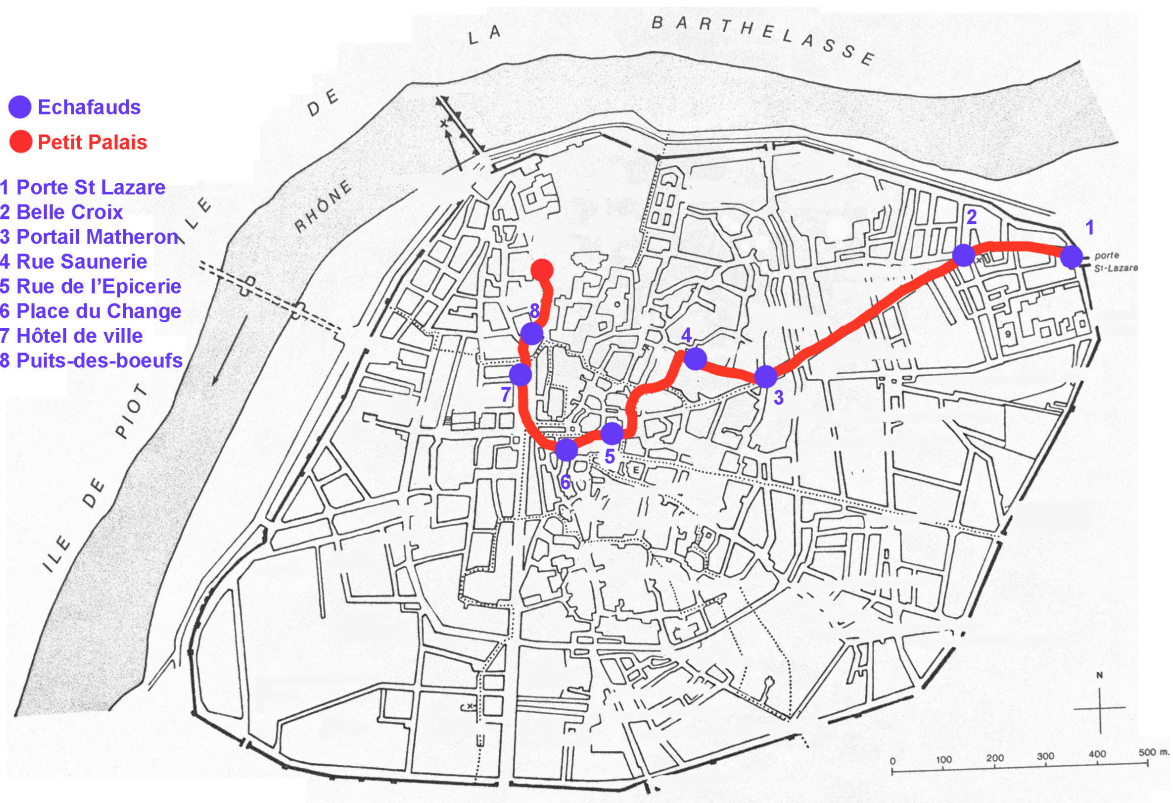 LA BARTHELASSE
DE
ILE
RHÔNE
Echafauds
Petit Palais
1 Porte St Lazare
2 Belle Croix
3 Portail Matheron
4 Rue Saunerie
5 Rue de l'Epicerie
6 Place du Change
7 Hôtel de ville
8 Puits-des-boeufs
ILE DE PIOT
1
2
porte
St-Lazare
3
4
5
6
7
8
9
E
N
0 100 200 300 400 500 m.